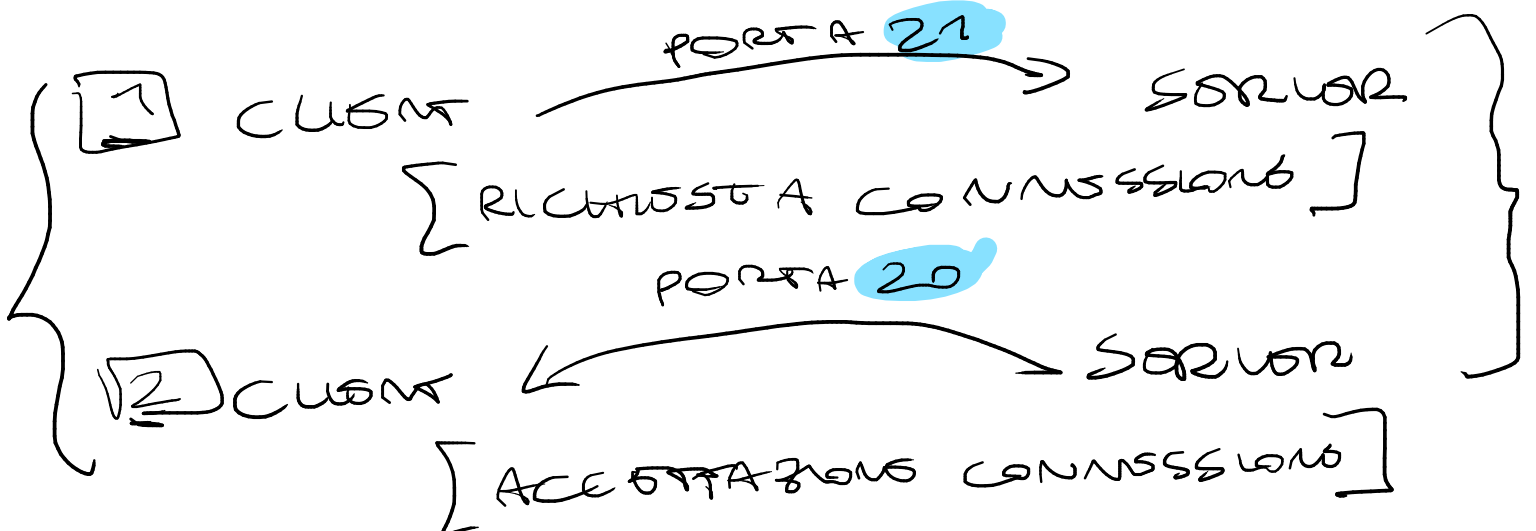 PORTA 21
1 CLIENT SERVER
[RICHIESTA CONNESSIONE]
PORTA 20
2 CLIENT SERVER
[ACCETTAZIONE CONNESSIONE]